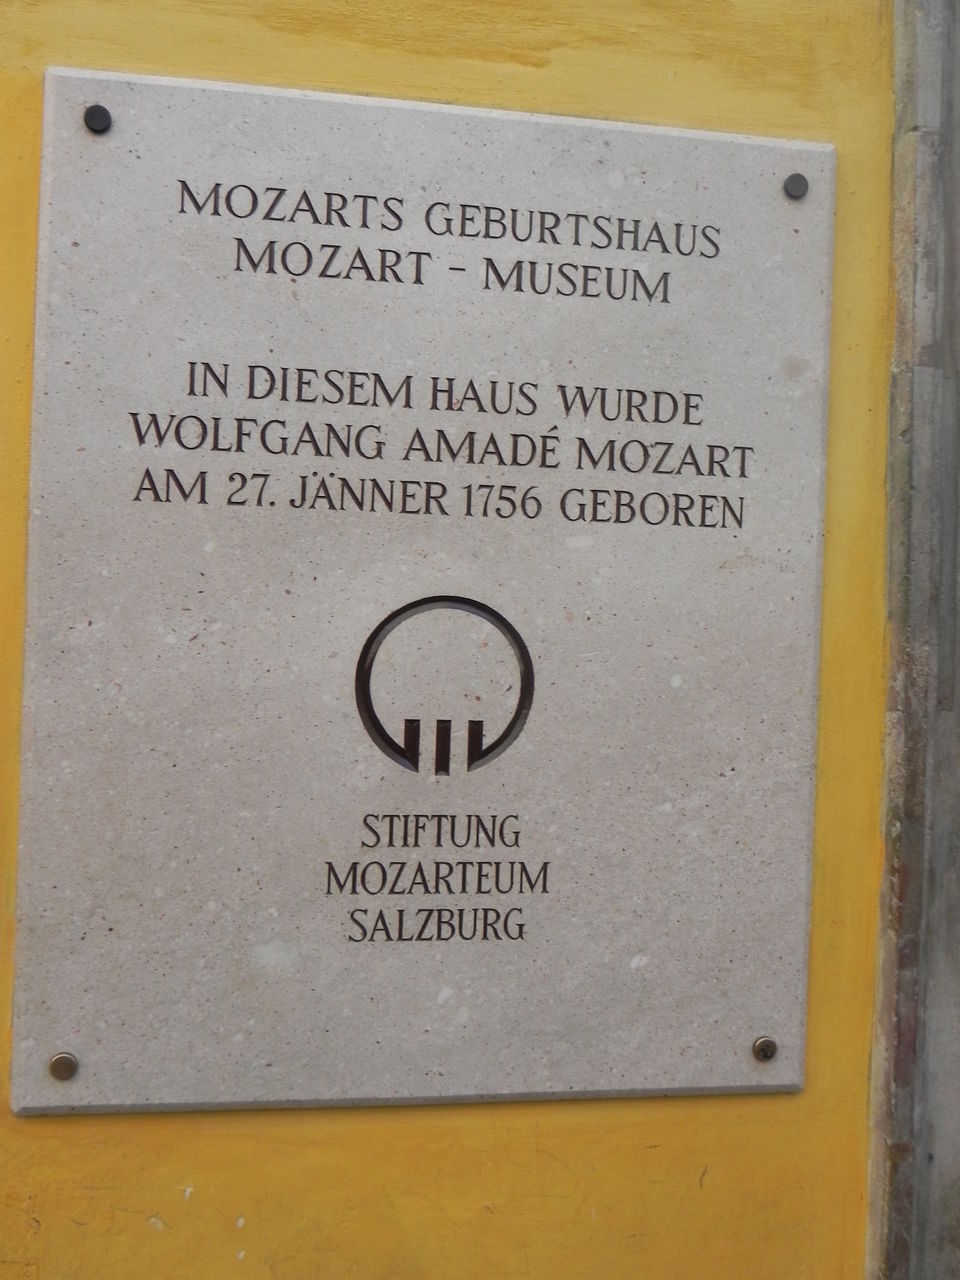 MOZARTS GEBURTSHAUS
MOZART - MUSEUM
IN DIESEM HAUS WURDE
WOLFGANG AMADÉ MOZART
AM 27. JÄNNER 1756 GEBOREN
STIFTUNG
MOZARTEUM
SALZBURG